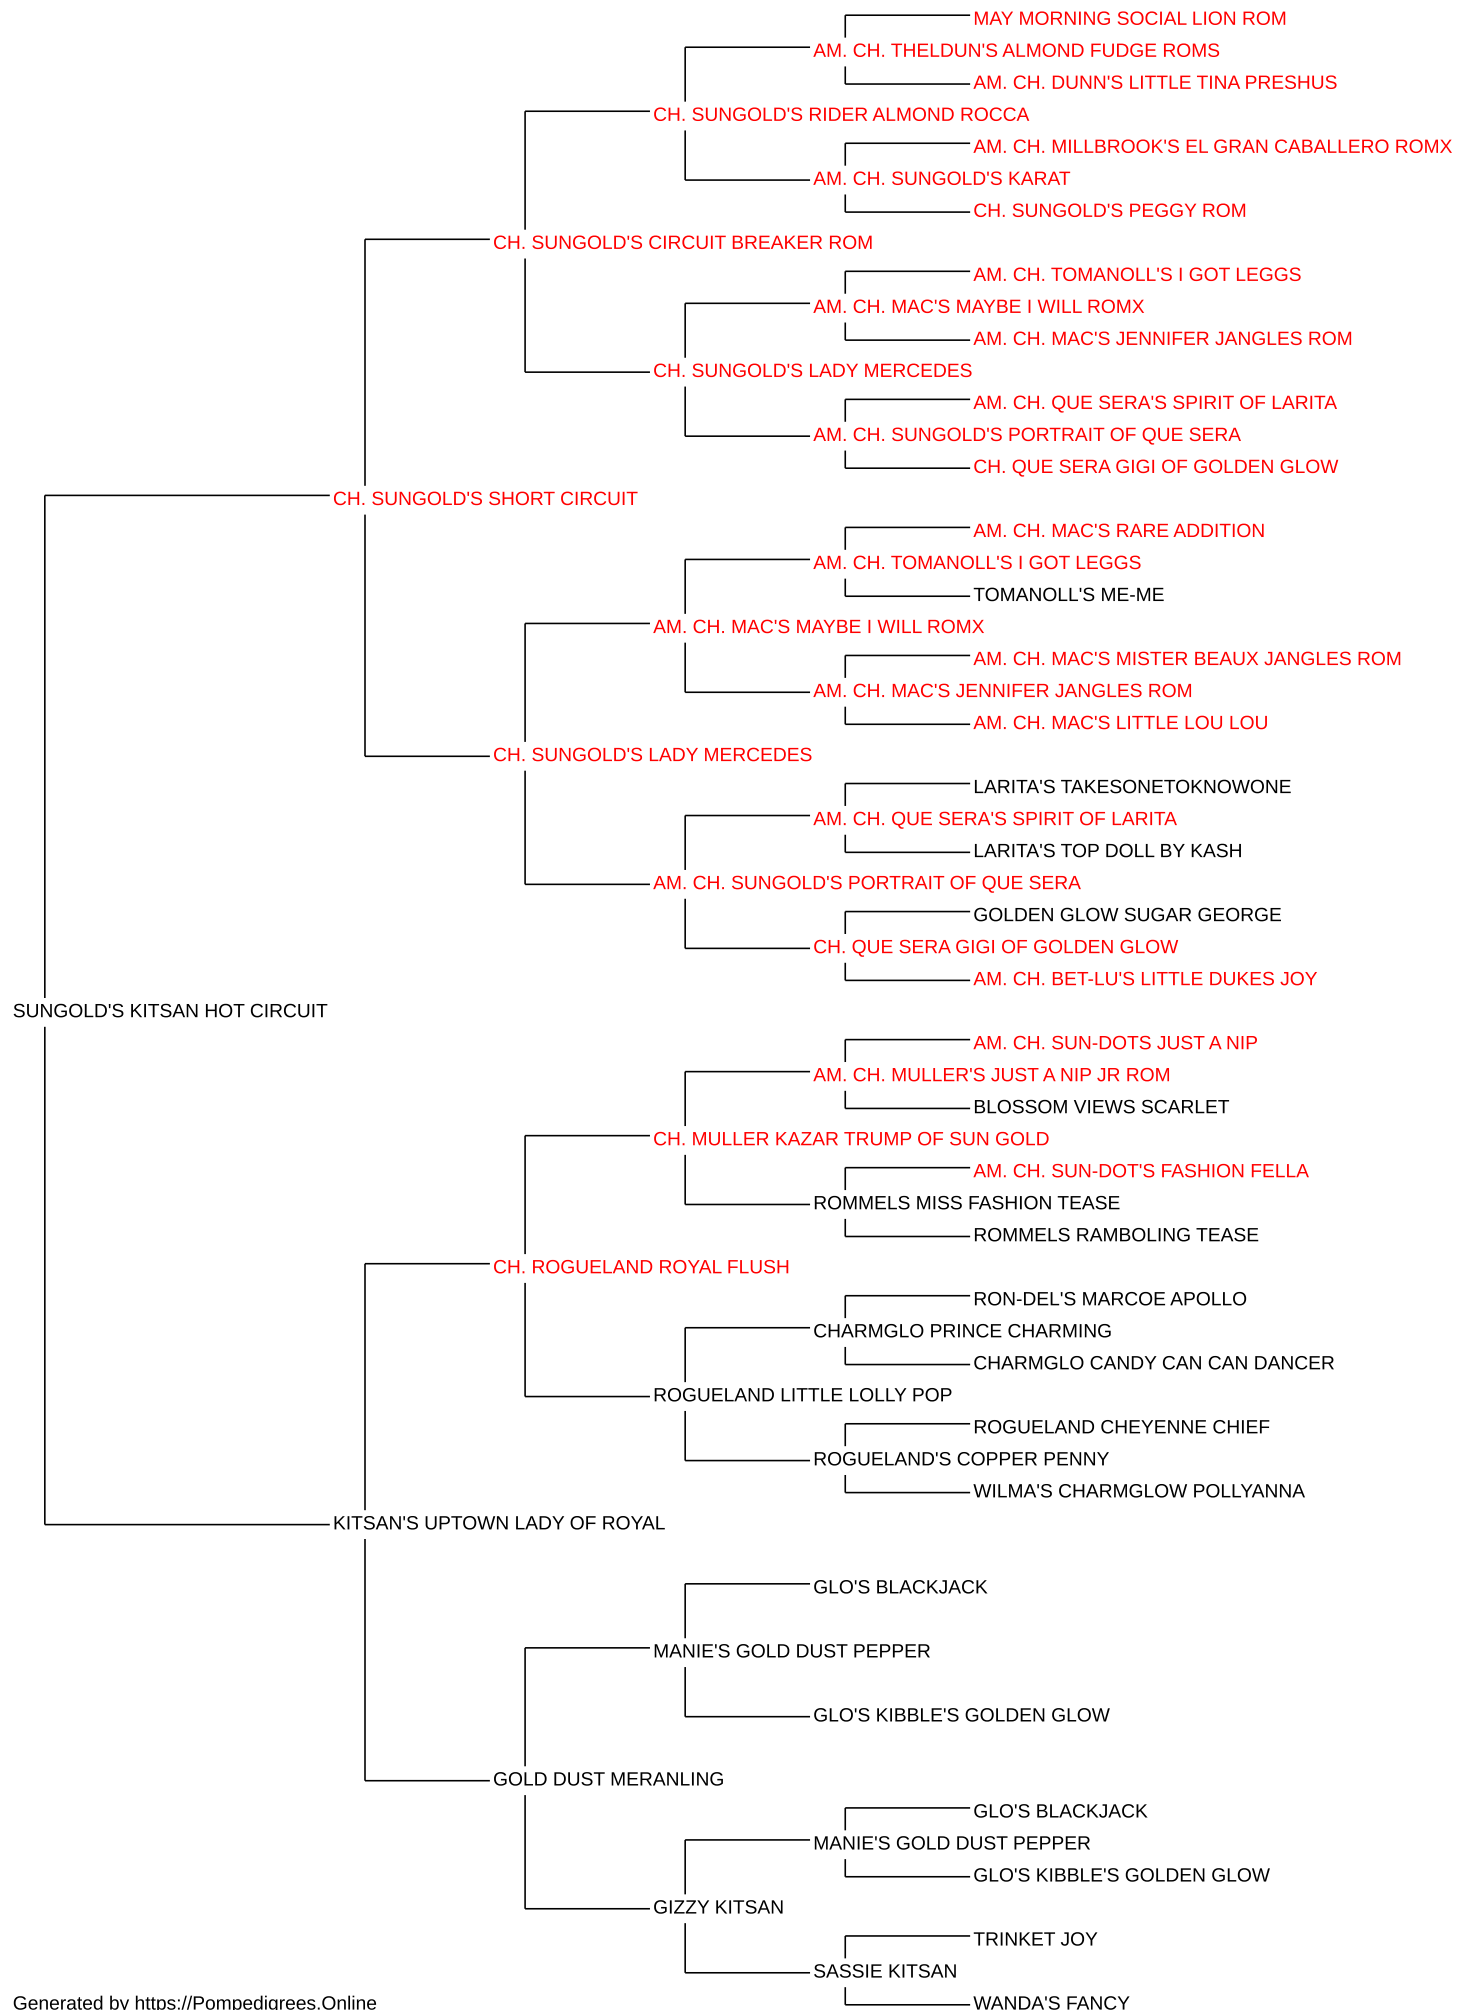 MAY MORNING SOCIAL LION ROM
AM. CH. THELDUN'S ALMOND FUDGE ROMS
AM. CH. DUNN'S LITTLE TINA PRESHUS
CH. SUNGOLD'S RIDER ALMOND ROCCA
AM. CH. MILLBROOK'S EL GRAN CABALLERO ROMX
AM. CH. SUNGOLD'S KARAT
CH. SUNGOLD'S PEGGY ROM
CH. SUNGOLD'S CIRCUIT BREAKER ROM
AM. CH. TOMANOLL'S I GOT LEGGS
AM. CH. MAC'S MAYBE I WILL ROMX
AM. CH. MAC'S JENNIFER JANGLES ROM
CH. SUNGOLD'S LADY MERCEDES
AM. CH. QUE SERA'S SPIRIT OF LARITA
AM. CH. SUNGOLD'S PORTRAIT OF QUE SERA
CH. QUE SERA GIGI OF GOLDEN GLOW
CH. SUNGOLD'S SHORT CIRCUIT
AM. CH. MAC'S RARE ADDITION
AM. CH. TOMANOLL'S I GOT LEGGS
TOMANOLL'S ME-ME
AM. CH. MAC'S MAYBE I WILL ROMX
AM. CH. MAC'S MISTER BEAUX JANGLES ROM
AM. CH. MAC'S JENNIFER JANGLES ROM
AM. CH. MAC'S LITTLE LOU LOU
CH. SUNGOLD'S LADY MERCEDES
LARITA'S TAKESONETOKNOWONE
AM. CH. QUE SERA'S SPIRIT OF LARITA
LARITA'S TOP DOLL BY KASH
AM. CH. SUNGOLD'S PORTRAIT OF QUE SERA
GOLDEN GLOW SUGAR GEORGE
CH. QUE SERA GIGI OF GOLDEN GLOW
AM. CH. BET-LU'S LITTLE DUKES JOY
SUNGOLD'S KITSAN HOT CIRCUIT
AM. CH. SUN-DOTS JUST A NIP
AM. CH. MULLER'S JUST A NIP JR ROM
BLOSSOM VIEWS SCARLET
CH. MULLER KAZAR TRUMP OF SUN GOLD
AM. CH. SUN-DOT'S FASHION FELLA
ROMMELS MISS FASHION TEASE
ROMMELS RAMBOLING TEASE
CH. ROGUELAND ROYAL FLUSH
RON-DEL'S MARCOE APOLLO
CHARMGLO PRINCE CHARMING
CHARMGLO CANDY CAN CAN DANCER
ROGUELAND LITTLE LOLLY POP
ROGUELAND CHEYENNE CHIEF
ROGUELAND'S COPPER PENNY
WILMA'S CHARMGLOW POLLYANNA
KITSAN'S UPTOWN LADY OF ROYAL
GLO'S BLACKJACK
MANIE'S GOLD DUST PEPPER
GLO'S KIBBLE'S GOLDEN GLOW
GOLD DUST MERANLING
GLO'S BLACKJACK
MANIE'S GOLD DUST PEPPER
GLO'S KIBBLE'S GOLDEN GLOW
GIZZY KITSAN
TRINKET JOY
SASSIE KITSAN
WANDA'S FANCY
Generated by https://Pompedigrees.Online